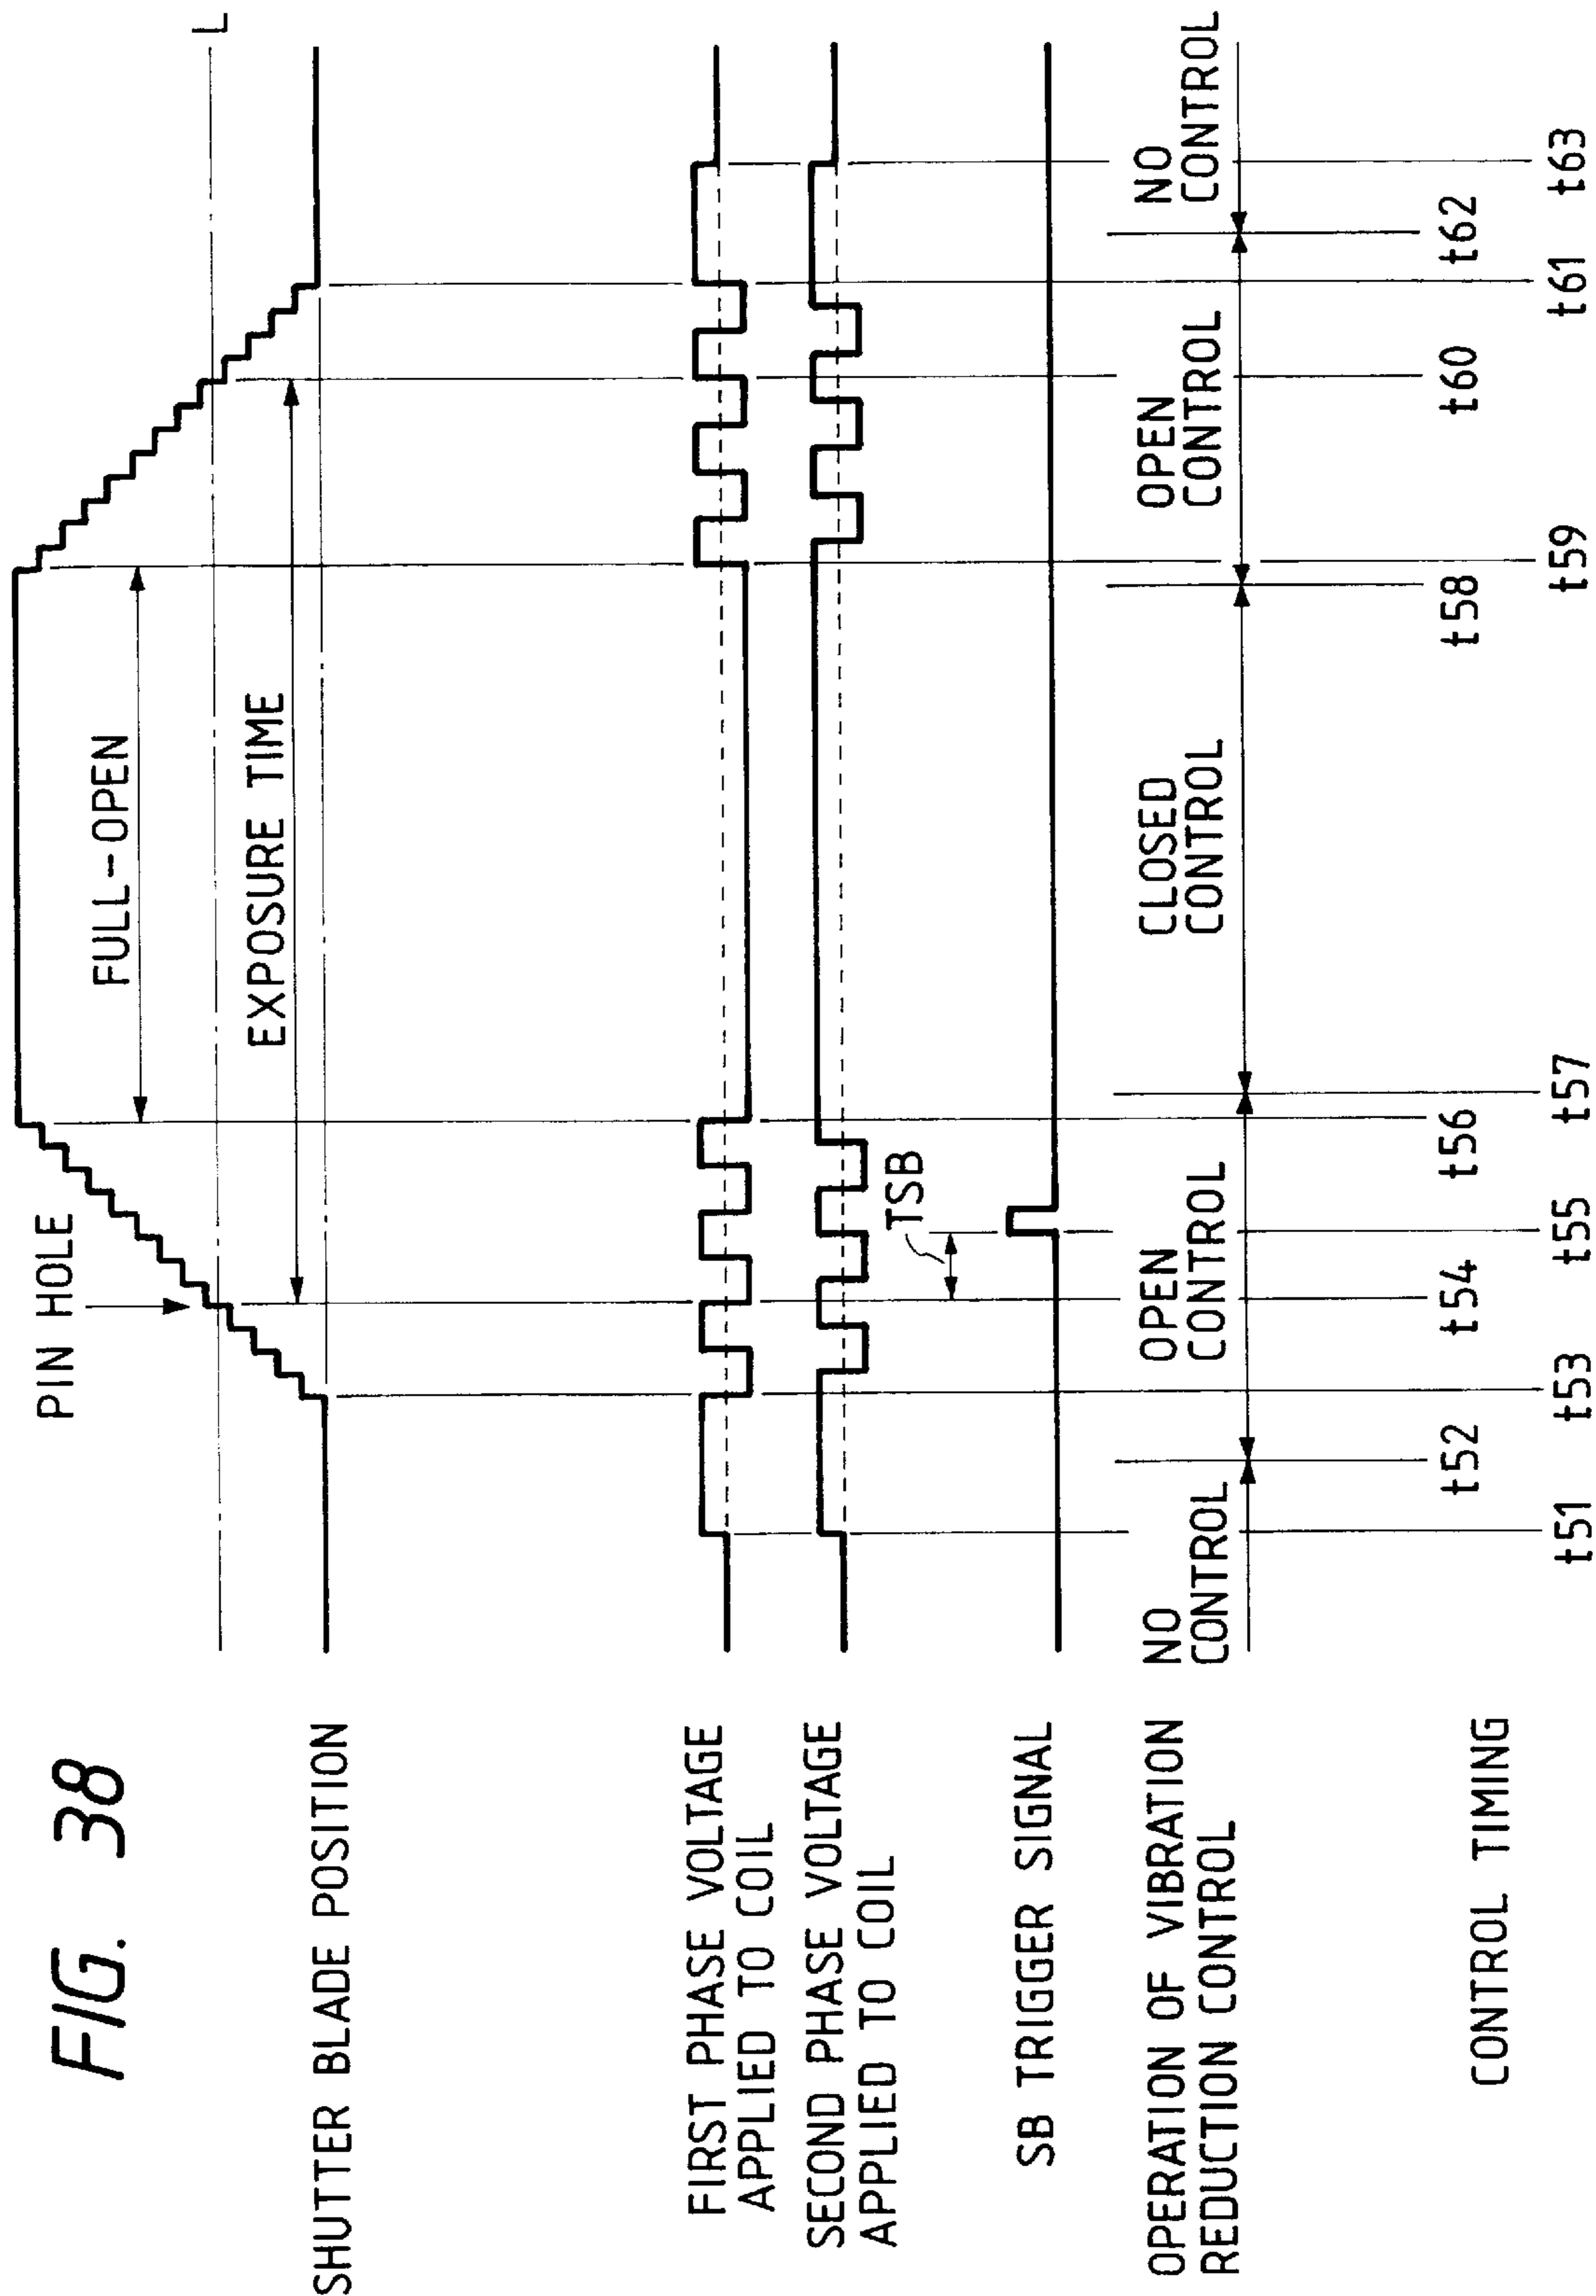 FIG. 38
SHUTTER BLADE POSITION
PIN HOLE
FULL-OPEN
EXPOSURE TIME
L
FIRST PHASE VOLTAGE
APPLIED TO COIL
SECOND PHASE VOLTAGE
APPLIED TO COIL
TSB
SB TRIGGER SIGNAL
OPERATION OF VIBRATION
REDUCTION CONTROL
NO
CONTROL
OPEN
CONTROL
CLOSED
CONTROL
OPEN
CONTROL
NO
CONTROL
CONTROL TIMING
t52
t54
t56
t58
t60
t62
t51
t53
t55
t57
t59
t61
t63